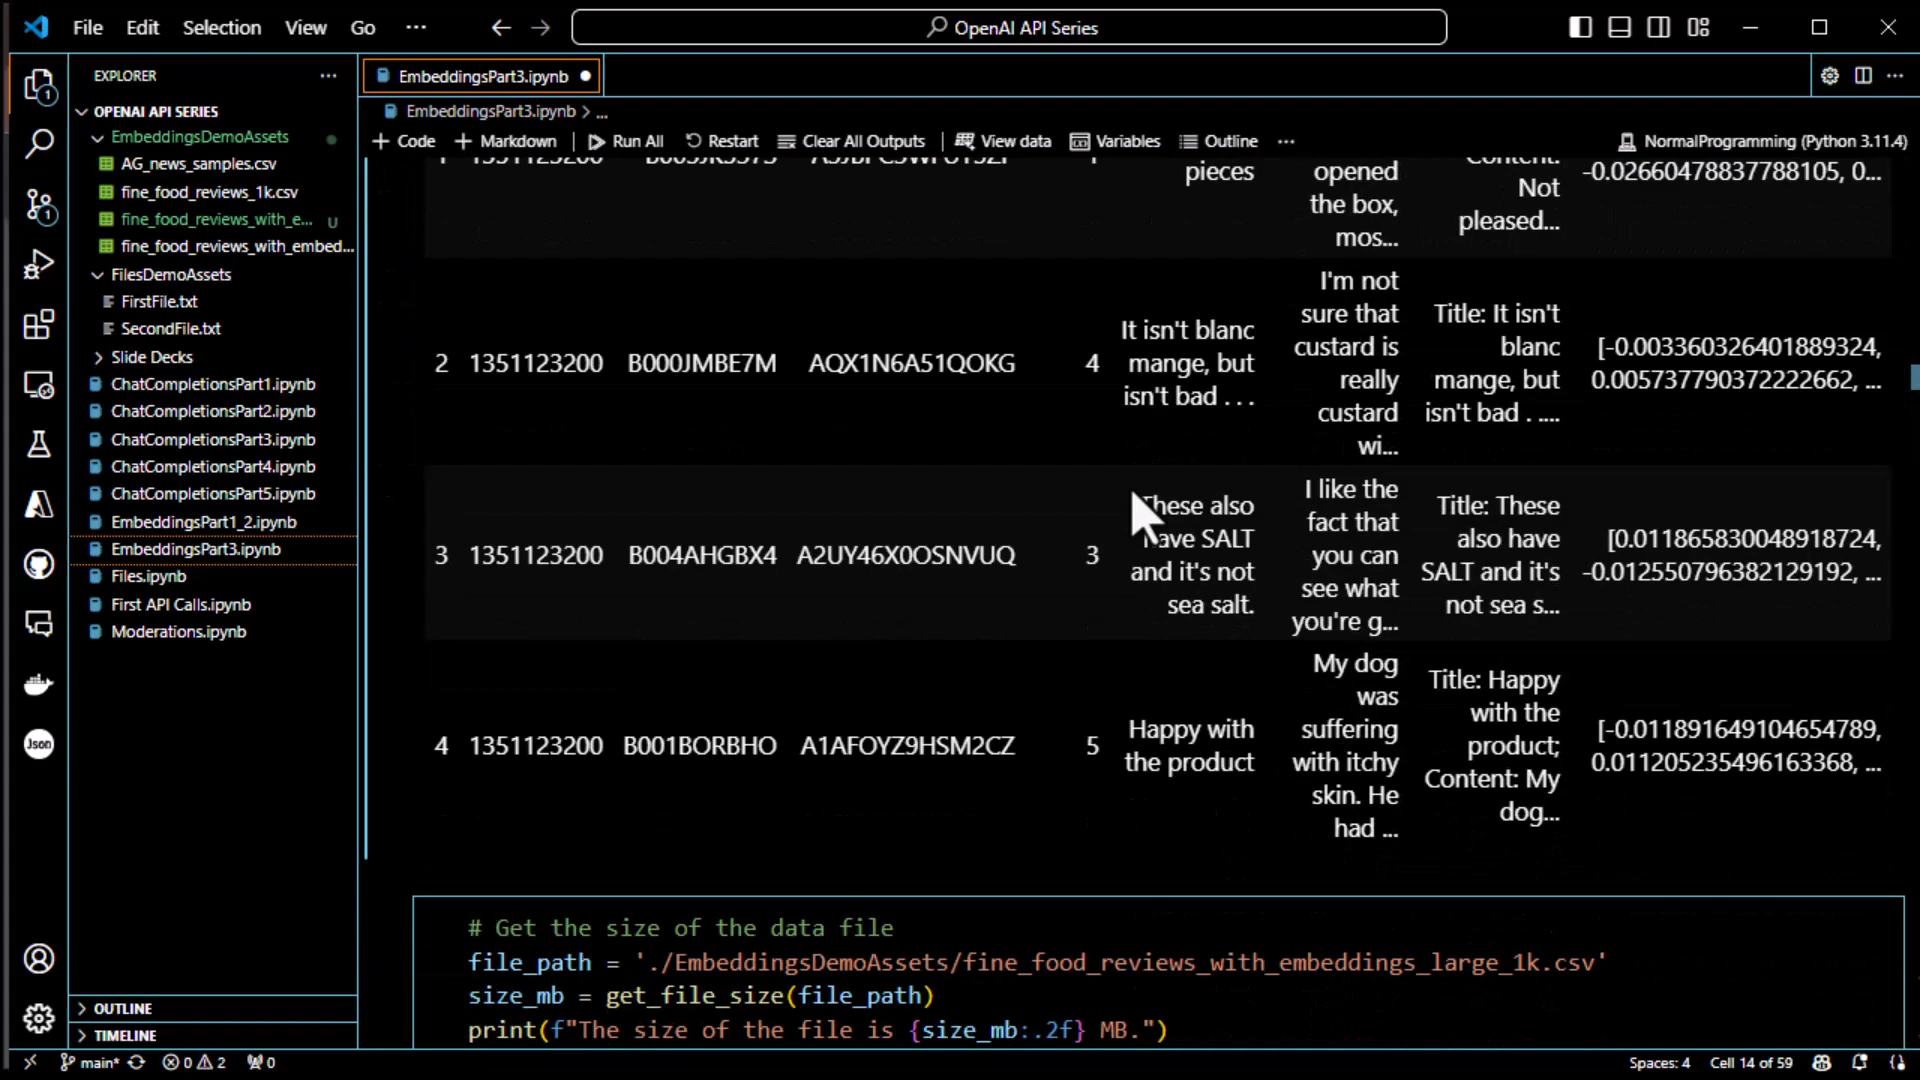 File Edit Selection View Go ···
OpenAI API Series
EXPLORER
OPENAI API SERIES
EmbeddingsDemoAssets
AG_news_samples.csv
fine_food_reviews_1k.csv
fine_food_reviews_with_e... U
fine_food_reviews_with_embed...
FilesDemoAssets
FirstFile.txt
SecondFile.txt
Slide Decks
ChatCompletionsPart1.ipynb
ChatCompletionsPart2.ipynb
ChatCompletionsPart3.ipynb
ChatCompletionsPart4.ipynb
ChatCompletionsPart5.ipynb
EmbeddingsPart1_2.ipynb
EmbeddingsPart3.ipynb
Files.ipynb
First API Calls.ipynb
Moderations.ipynb
OUTLINE
TIMELINE
EmbeddingsPart3.ipynb
EmbeddingsPart3.ipynb > ...
+ Code + Markdown Run All Restart Clear All Outputs View data Variables Outline ···
NormalProgramming (Python 3.11.4)
pieces
opened
the box,
mos...
Content:
Not
pleased...
-0.02660478837788105, 0...
2 1351123200 B000JMBE7M AQX1N6A51QOKG 4
It isn't blanc
mange, but
isn't bad . . .
I'm not
sure that
custard is
really
custard
wi...
Title: It isn't
blanc
mange, but
isn't bad . ....
[-0.003360326401889324,
0.005737790372222662, ...
3 1351123200 B004AHGBX4 A2UY46X0OSNVUQ 3
These also
have SALT
and it's not
sea salt.
I like the
fact that
you can
see what
you're g...
Title: These
also have
SALT and it's
not sea s...
[0.011865830048918724,
-0.012550796382129192, ...
4 1351123200 B001BORBHO A1AFOYZ9HSM2CZ 5
Happy with
the product
My dog
was
suffering
with itchy
skin. He
had ...
Title: Happy
with the
product;
Content: My
dog...
[-0.011891649104654789,
0.011205235496163368, ...
# Get the size of the data file
file_path = './EmbeddingsDemoAssets/fine_food_reviews_with_embeddings_large_1k.csv'
size_mb = get_file_size(file_path)
print(f"The size of the file is {size_mb:.2f} MB.")
main* 0 2 0
Spaces: 4 Cell 14 of 59
1
1
Json